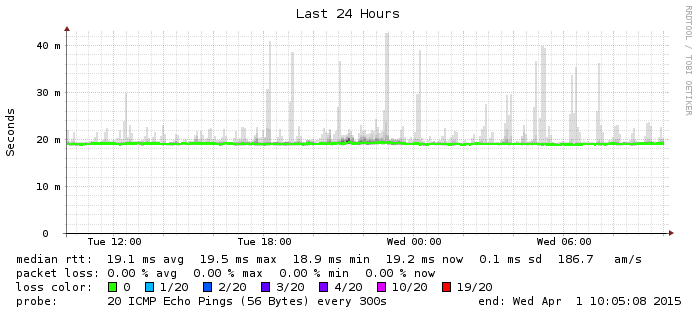 Last 24 Hours
RRDTOOL / TOBI OETIKER
Seconds
40 m
30 m
20 m
10 m
0
Tue 12:00 Tue 18:00 Wed 00:00 Wed 06:00
median rtt: 19.1 ms avg 19.5 ms max 18.9 ms min 19.2 ms now 0.1 ms sd 186.7 am/s
packet loss: 0.00 % avg 0.00 % max 0.00 % min 0.00 % now
loss color: 0 1/20 2/20 3/20 4/20 10/20 19/20
probe: 20 ICMP Echo Pings (56 Bytes) every 300s end: Wed Apr 1 10:05:08 2015